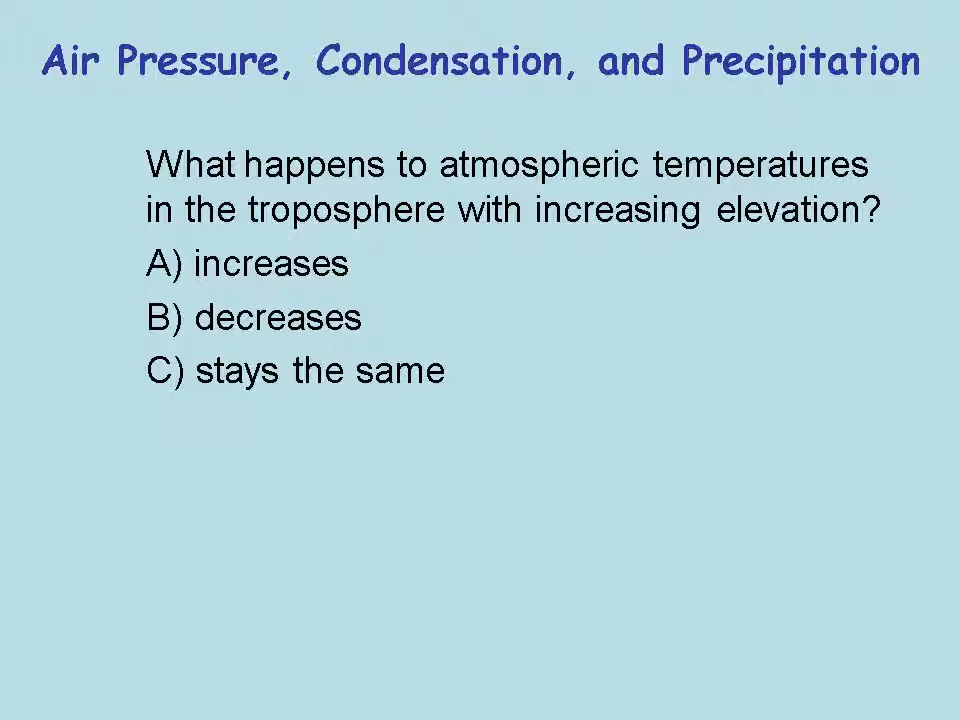 Air Pressure, Condensation, and Precipitation
What happens to atmospheric temperatures
in the troposphere with increasing elevation?
A) increases
B) decreases
C) stays the same